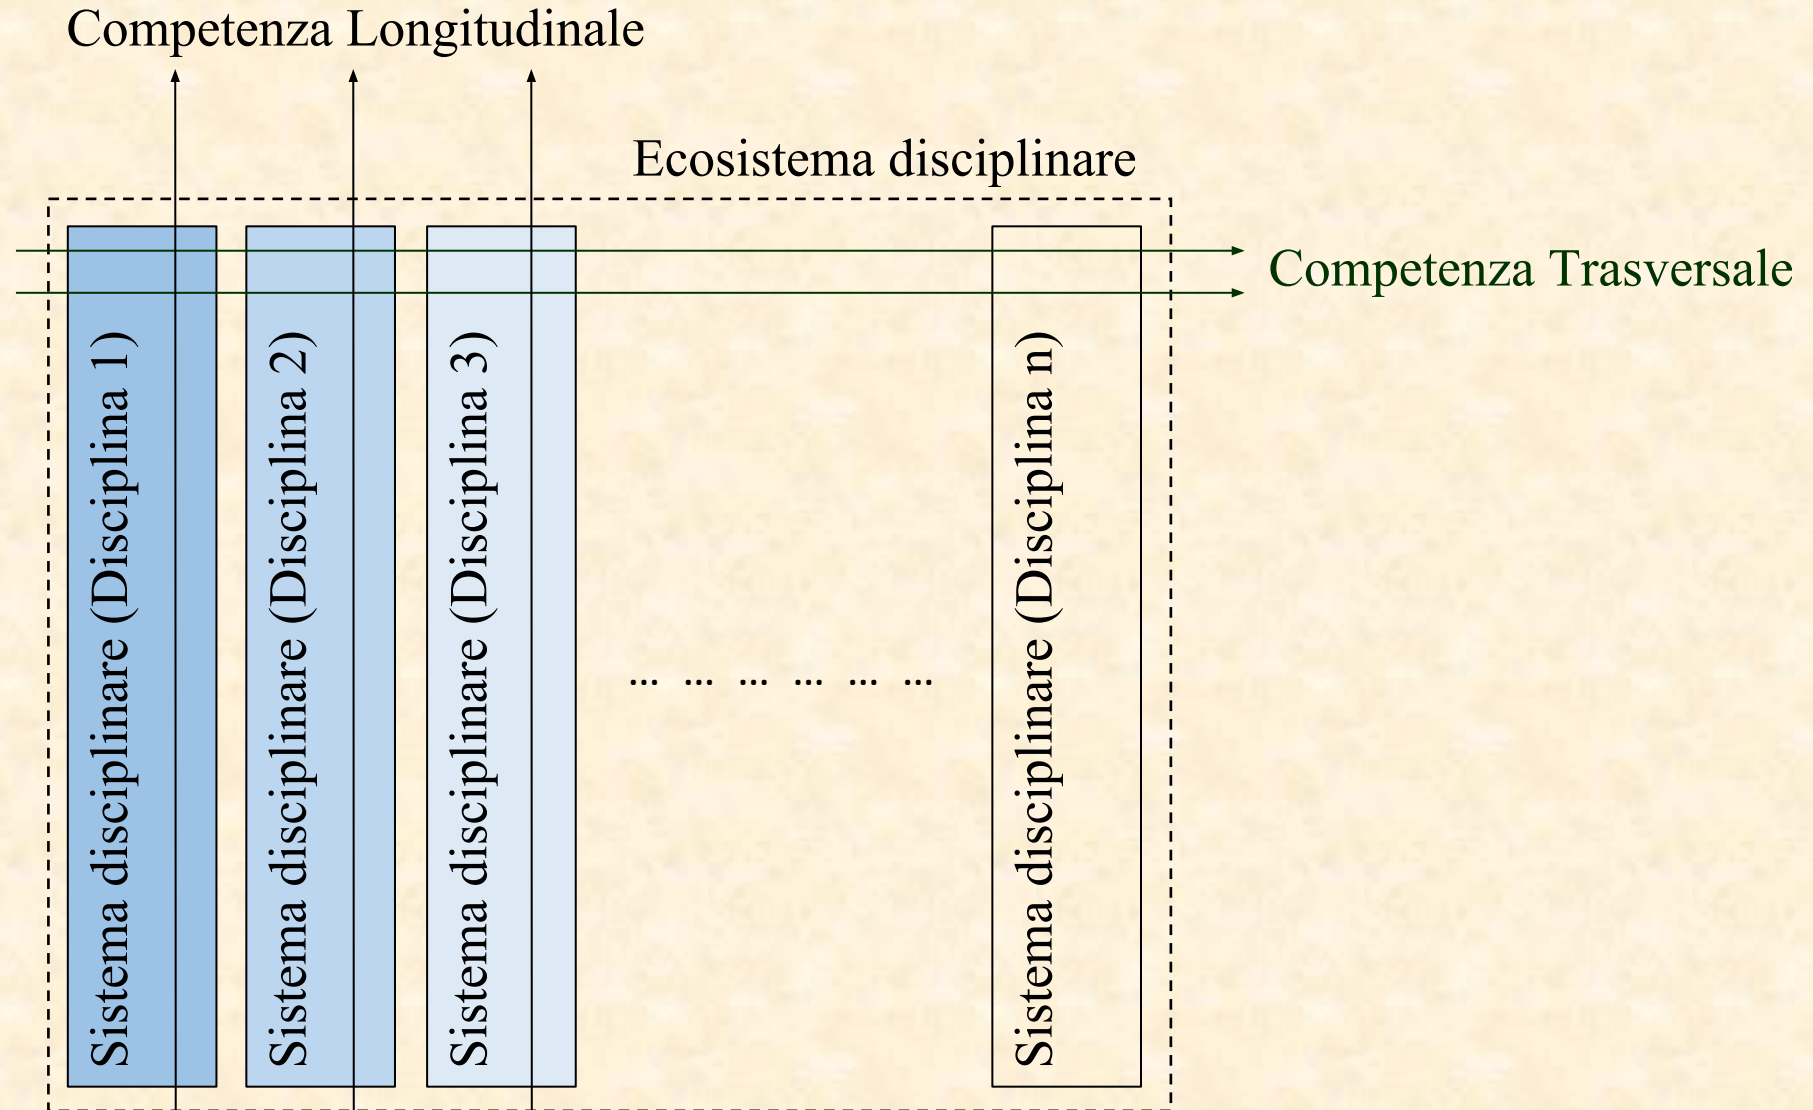 Competenza Longitudinale
Ecosistema disciplinare
Competenza Trasversale
Sistema disciplinare (Disciplina 1)
Sistema disciplinare (Disciplina 2)
Sistema disciplinare (Disciplina 3)
... ... ... ... ... ...
Sistema disciplinare (Disciplina n)